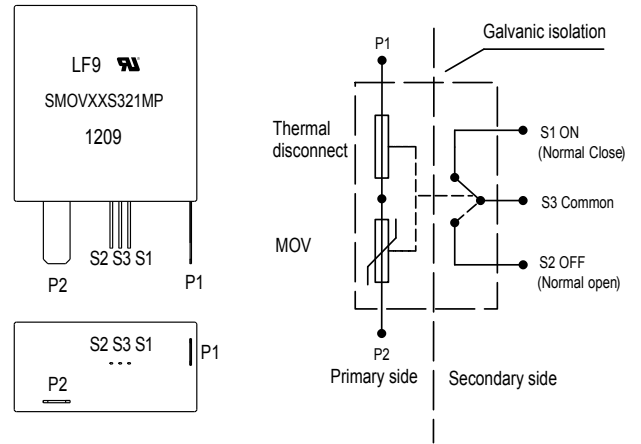 LF9
SMOVXXS321MP
1209
S2 S3 S1
P2
P1
S2 S3 S1
P1
P2
Galvanic isolation
P1
Thermal
disconnect
S1 ON
(Normal Close)
S3 Common
MOV
S2 OFF
(Normal open)
P2
Primary side
Secondary side